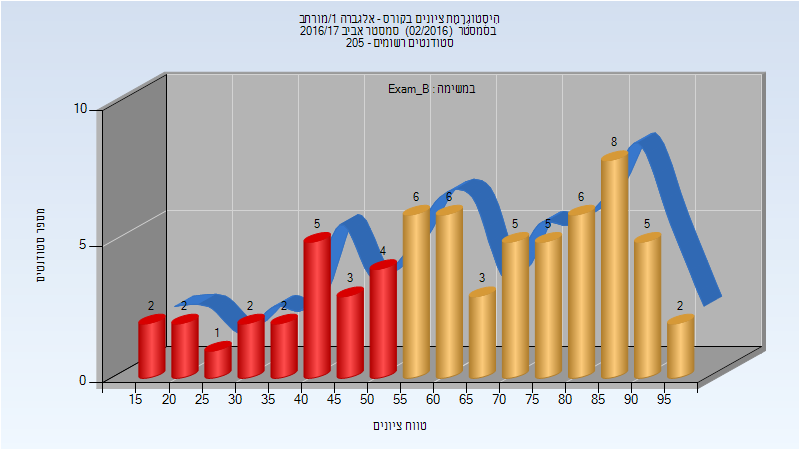 היסטוגרמת ציונים בקורס - אלגברה 1/מורחב
בסמסטר (02/2016) סמסטר אביב 2016/17
סטודנטים רשומים - 205
במשימה : Exam_B
מספר סטודנטים
10
5
0
2 2 1 2 2 5 3 4 6 6 3 5 5 6 8 5 2
15 20 25 30 35 40 45 50 55 60 65 70 75 80 85 90 95
טווח ציונים